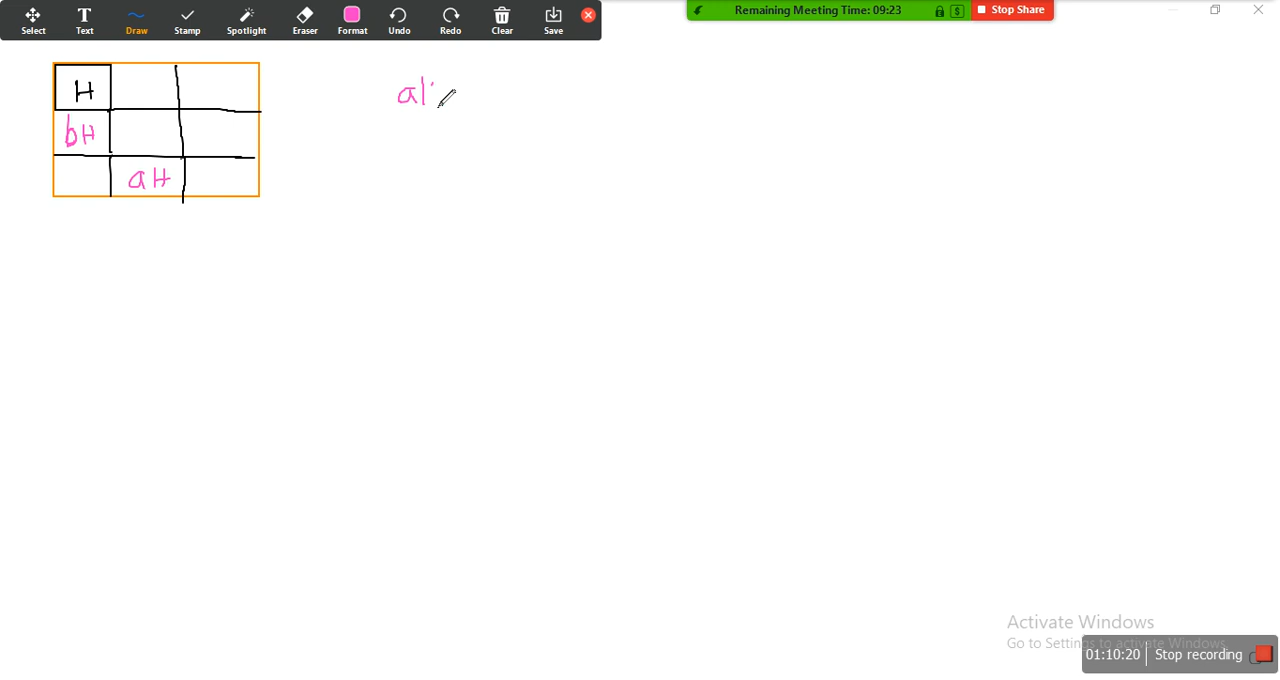 Select Text Draw Stamp Spotlight Eraser Format Undo Redo Clear Save
Remaining Meeting Time: 09:23 $ Stop Share
H
bH
aH
Activate Windows
Go to Settings to activate Windows.
01:10:20 Stop recording